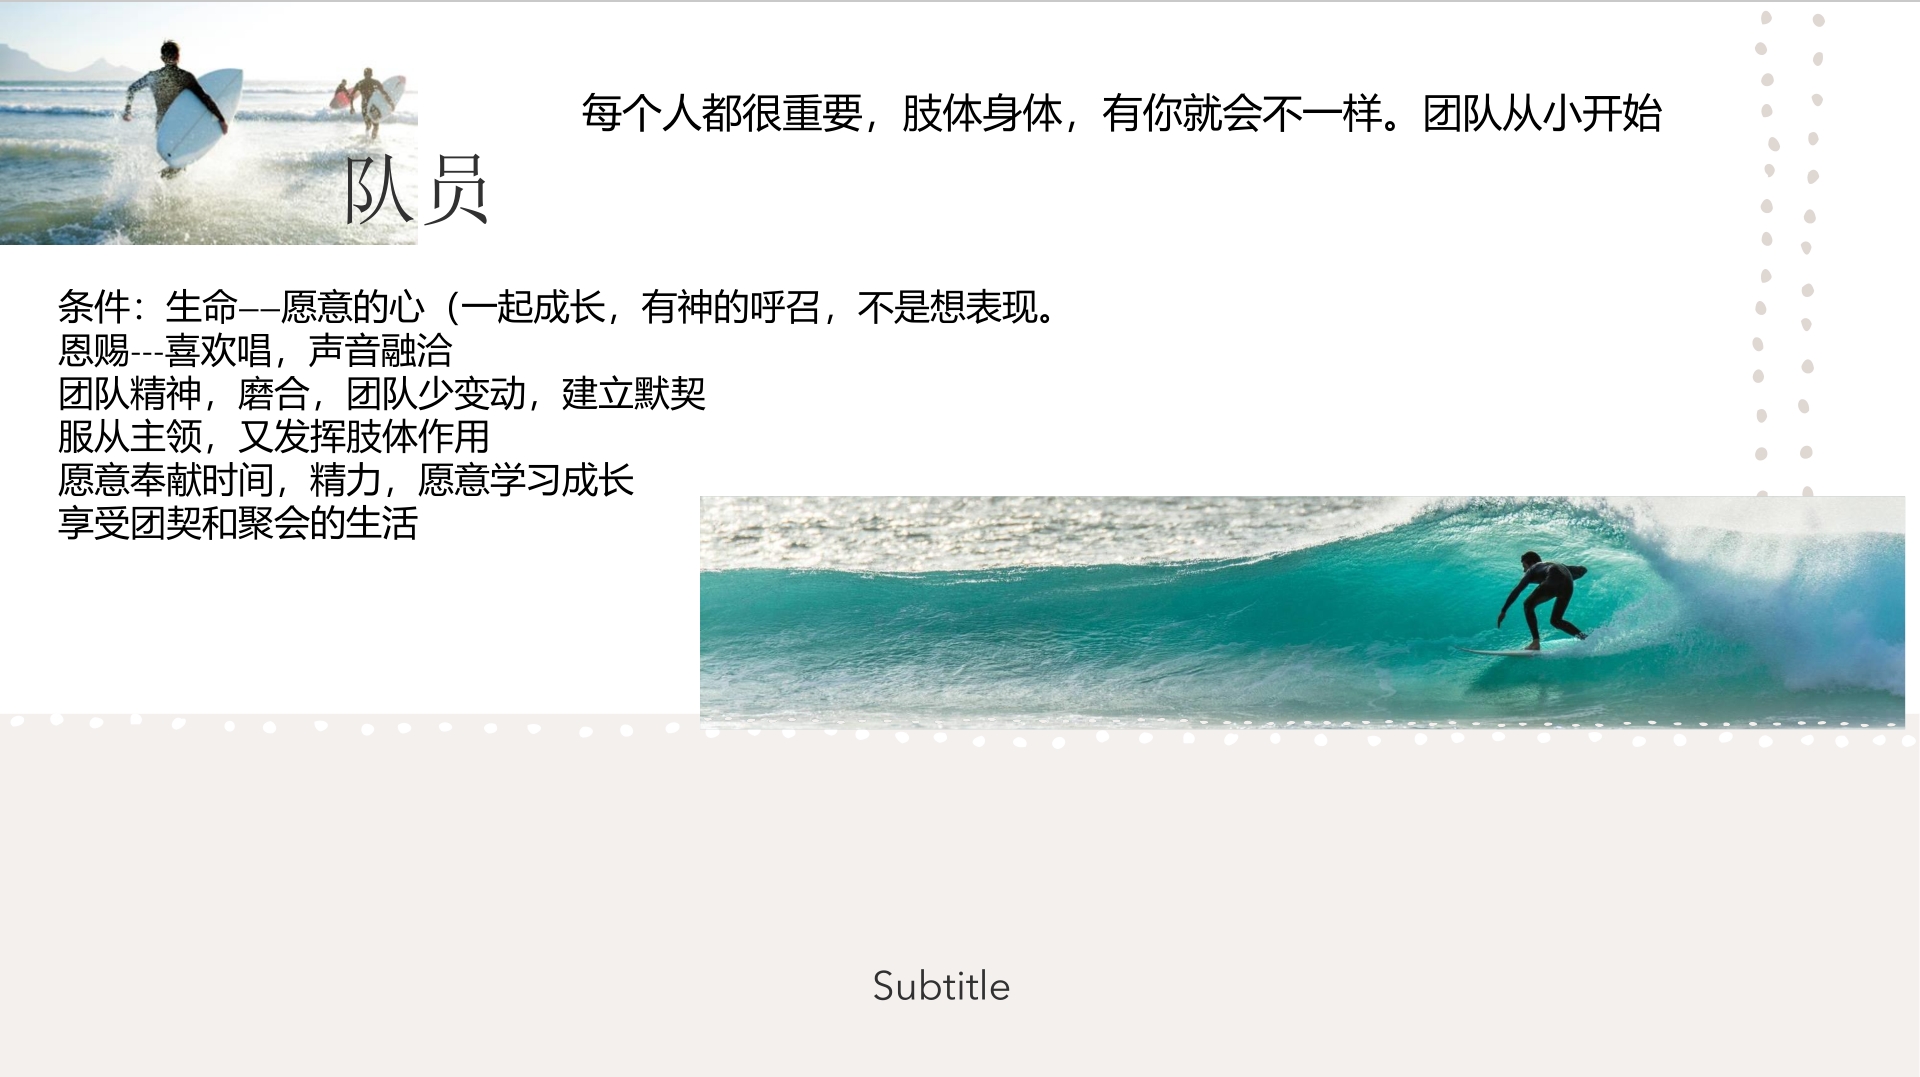 每个人都很重要，肢体身体，有你就会不一样。团队从小开始
队员
条件：生命——愿意的心（一起成长，有神的呼召，不是想表现。
恩赐---喜欢唱，声音融洽
团队精神，磨合，团队少变动，建立默契
服从主领，又发挥肢体作用
愿意奉献时间，精力，愿意学习成长
享受团契和聚会的生活
Subtitle